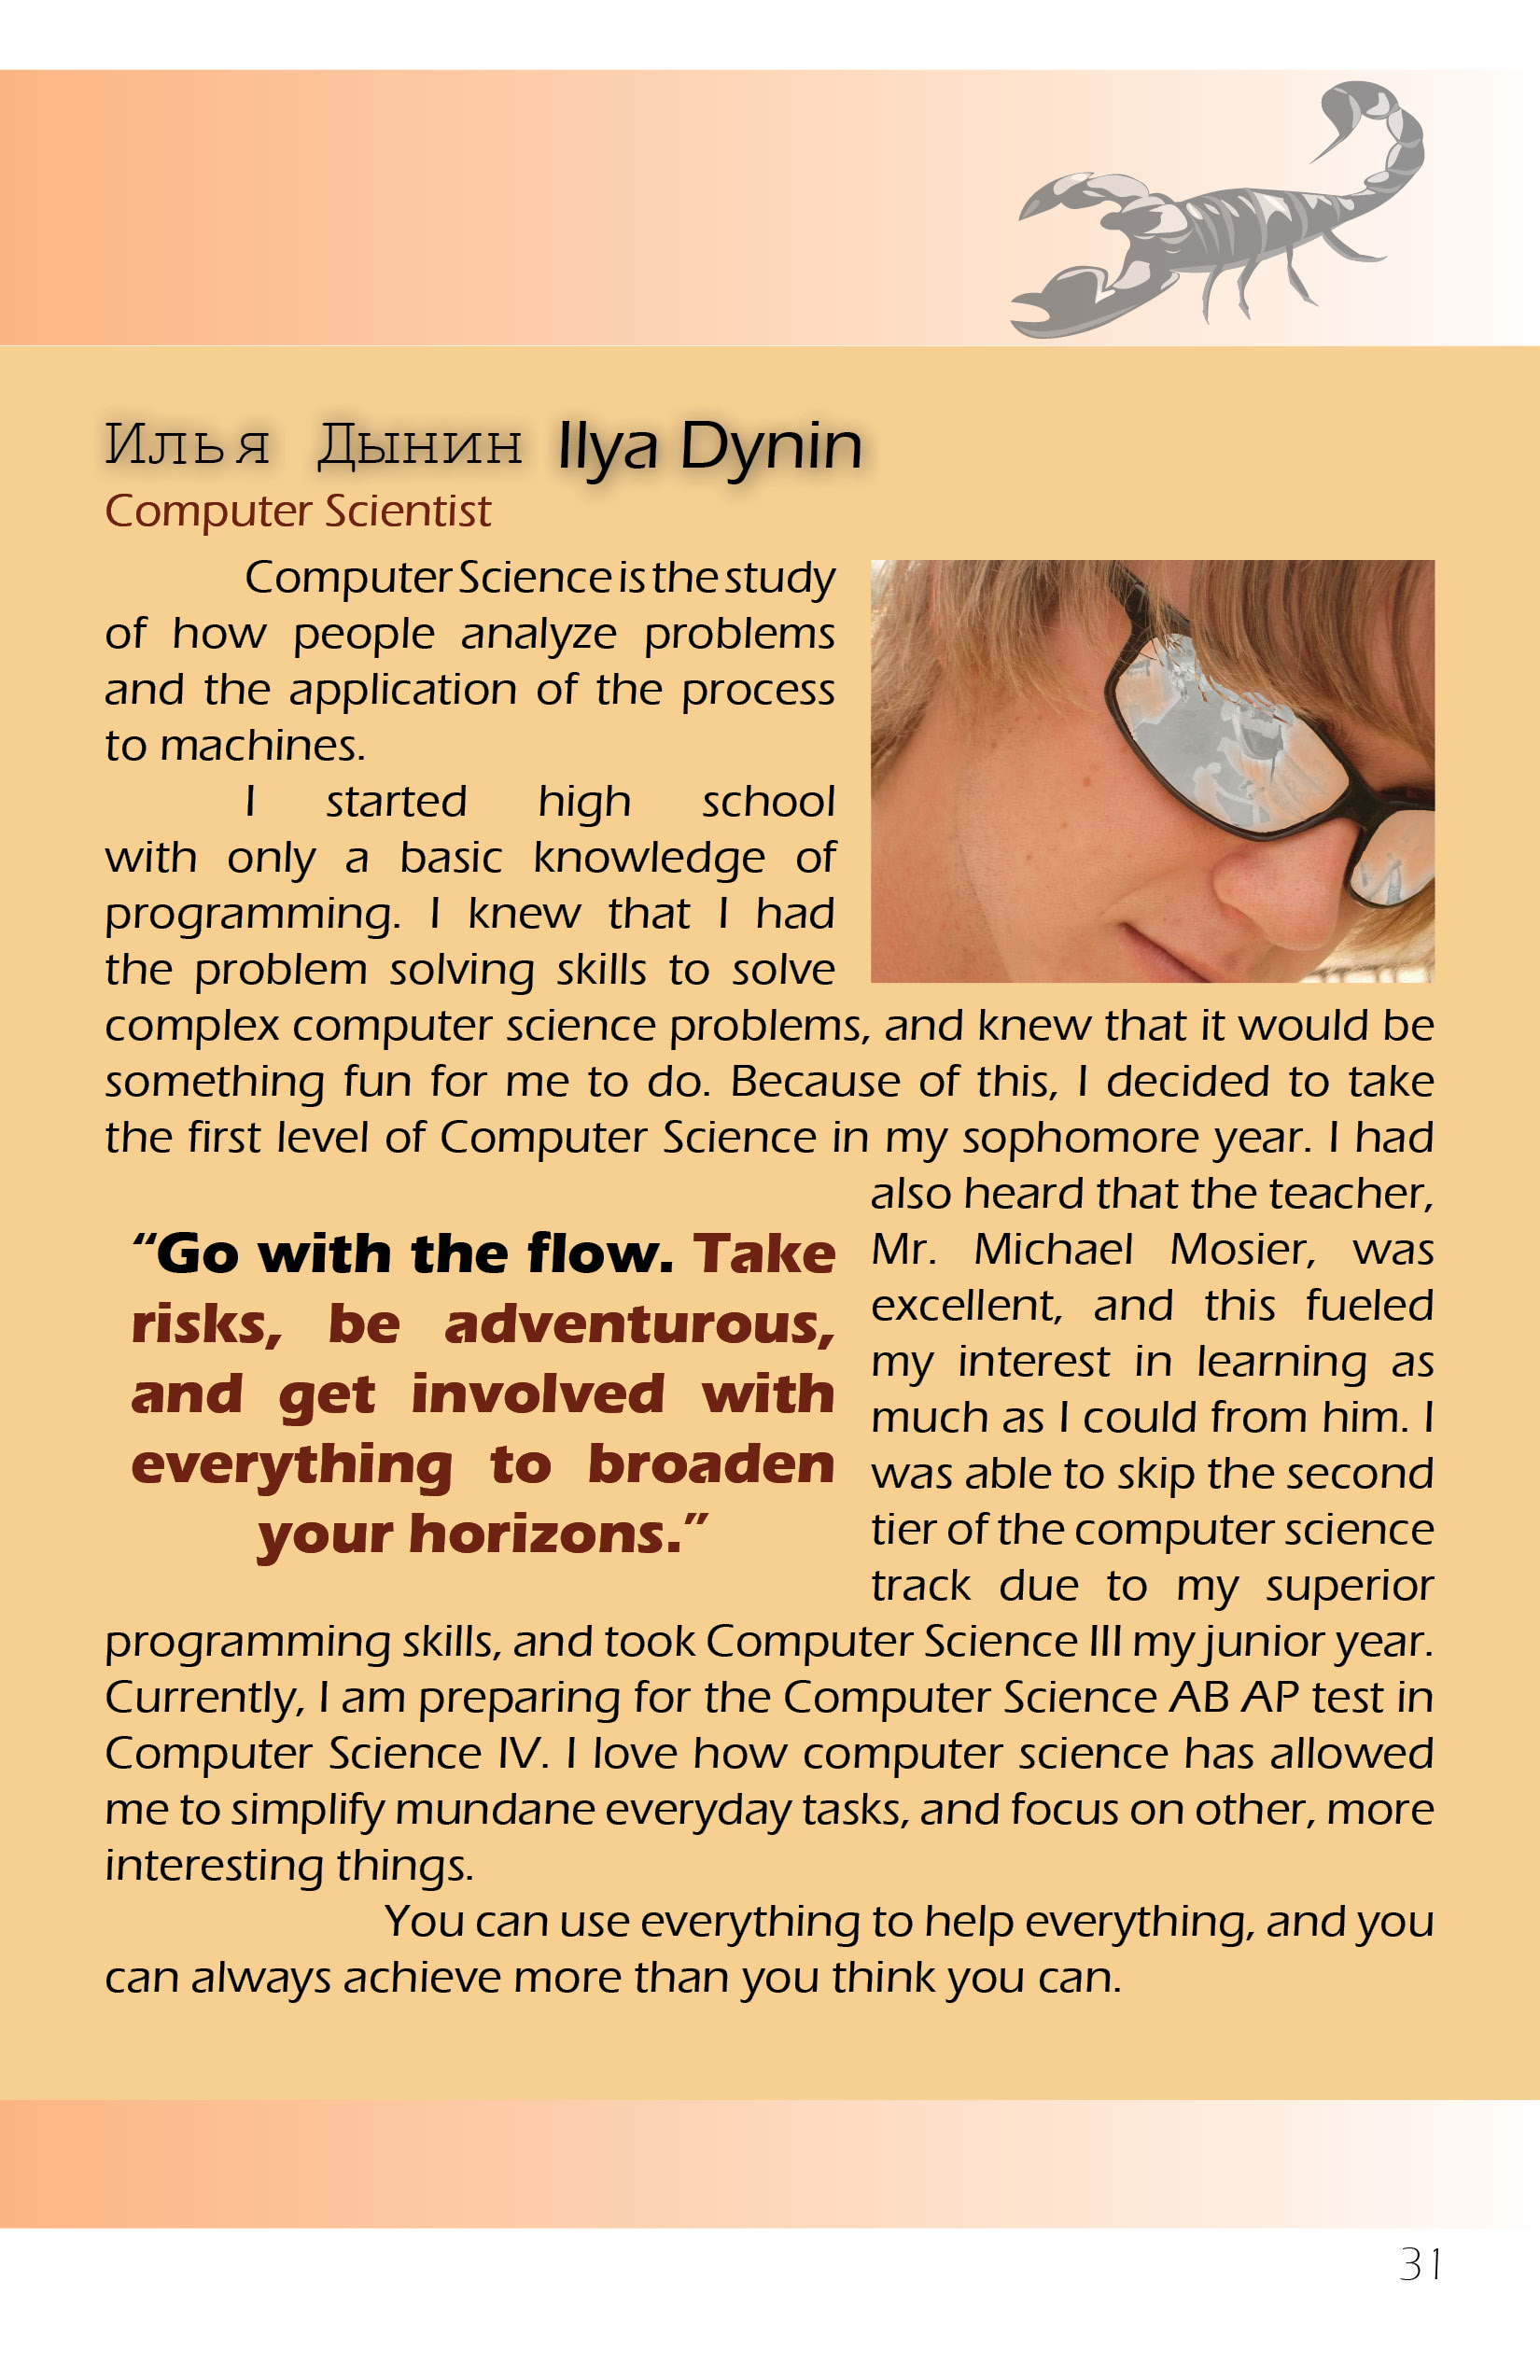 Илья Дынин Ilya Dynin
Computer Scientist
Computer Science is the study
of how people analyze problems
and the application of the process
to machines.
I started high school
with only a basic knowledge of
programming. I knew that I had
the problem solving skills to solve
complex computer science problems, and knew that it would be
something fun for me to do. Because of this, I decided to take
the first level of Computer Science in my sophomore year. I had
also heard that the teacher,
Mr. Michael Mosier, was
excellent, and this fueled
my interest in learning as
much as I could from him. I
was able to skip the second
tier of the computer science
track due to my superior
programming skills, and took Computer Science III my junior year.
Currently, I am preparing for the Computer Science AB AP test in
Computer Science IV. I love how computer science has allowed
me to simplify mundane everyday tasks, and focus on other, more
interesting things.
You can use everything to help everything, and you
can always achieve more than you think you can.
“Go with the flow. Take
risks, be adventurous,
and get involved with
everything to broaden
your horizons.”
31